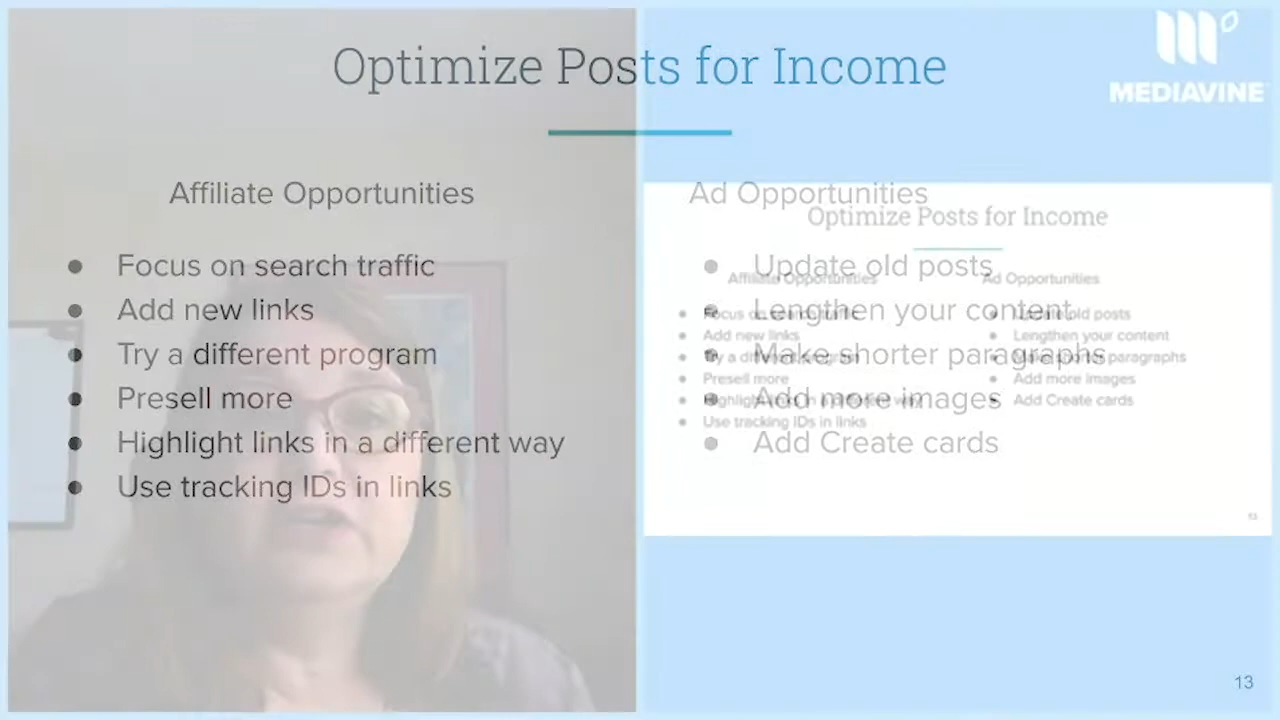 Optimize Posts for Income
MEDIAVINE
Affiliate Opportunities
● Focus on search traffic
● Add new links
● Try a different program
● Presell more
● Highlight links in a different way
● Use tracking IDs in links
Ad Opportunities
● Update old posts
● Lengthen your content
● Make shorter paragraphs
● Add more images
● Add Create cards
Optimize Posts for Income
Affiliate Opportunities
● Focus on search traffic
● Add new links
● Try a different program
● Presell more
● Highlight links in a different way
● Use tracking IDs in links
Ad Opportunities
● Update old posts
● Lengthen your content
● Make shorter paragraphs
● Add more images
● Add Create cards
13
13